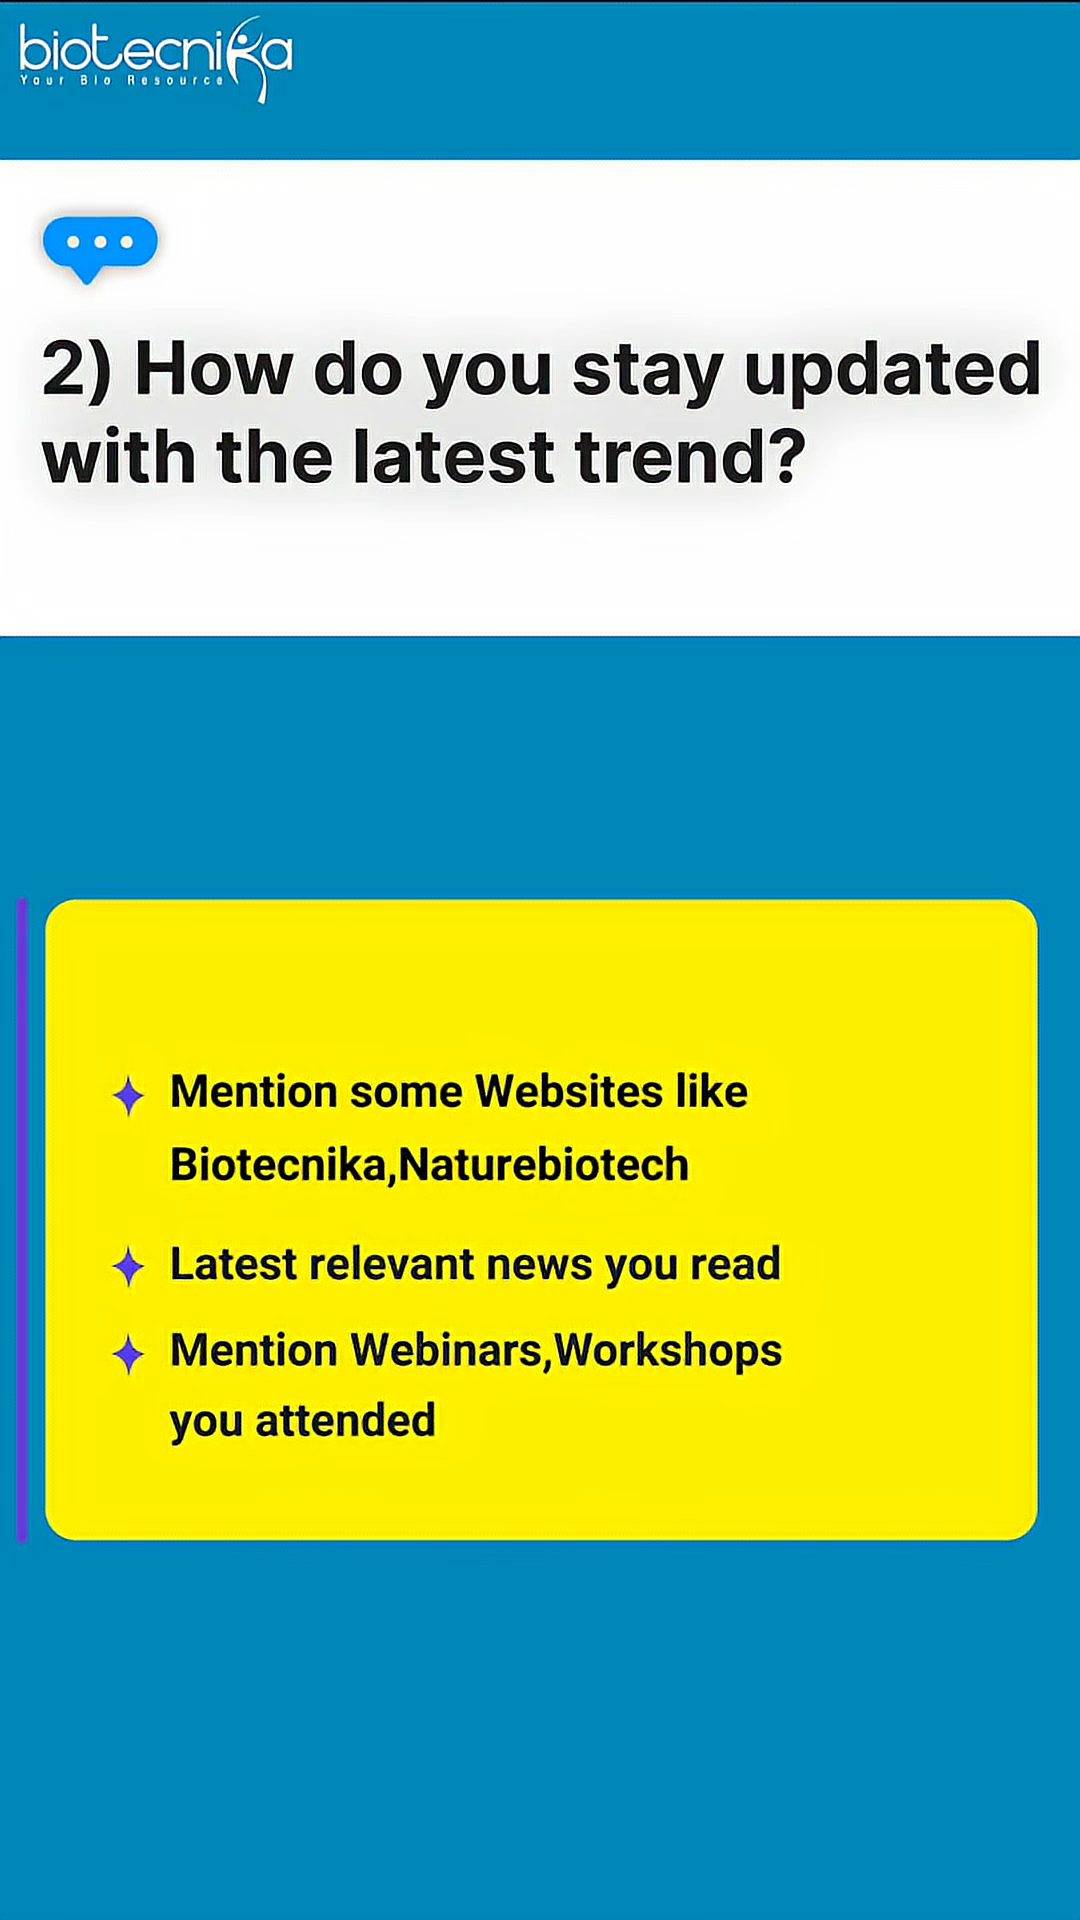 biotecnika
Your Bio Resource
2) How do you stay updated
with the latest trend?
Mention some Websites like
Biotecnika,Naturebiotech
Latest relevant news you read
Mention Webinars,Workshops
you attended